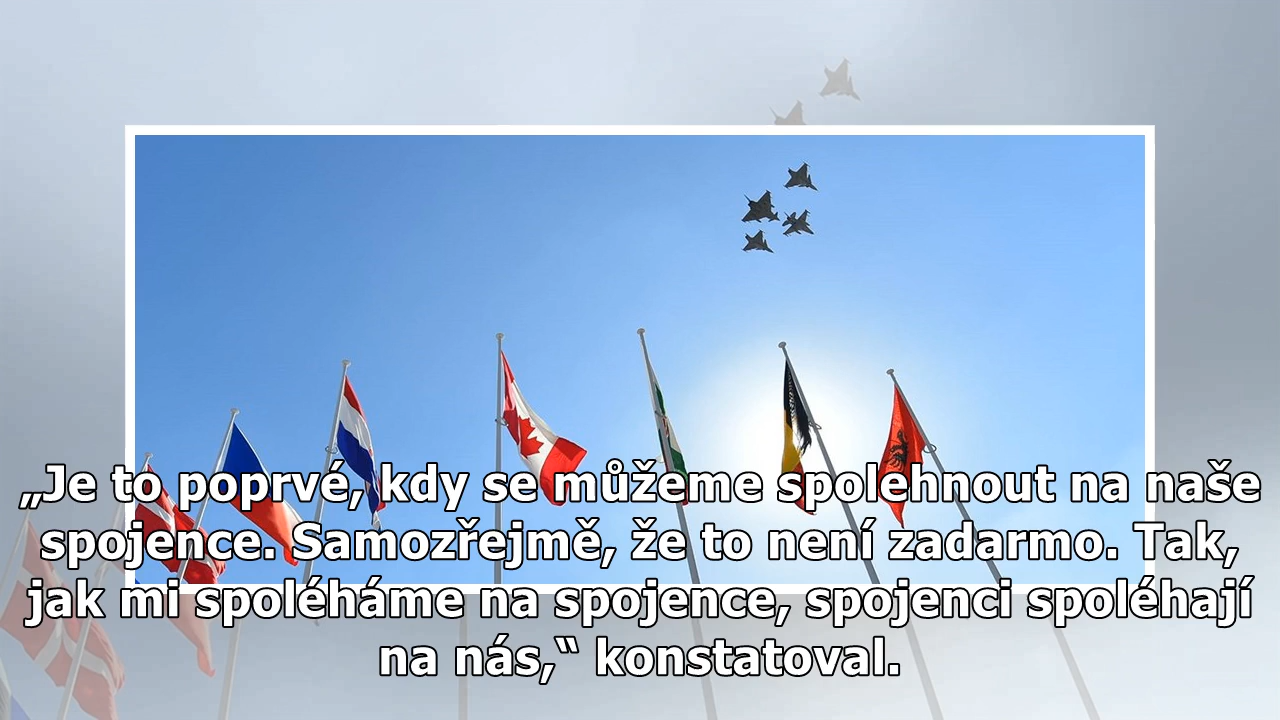 „Je to poprvé, kdy se můžeme spolehnout na naše
spojence. Samozřejmě, že to není zadarmo. Tak,
jak mi spoléháme na spojence, spojenci spoléhají
na nás,“ konstatoval.